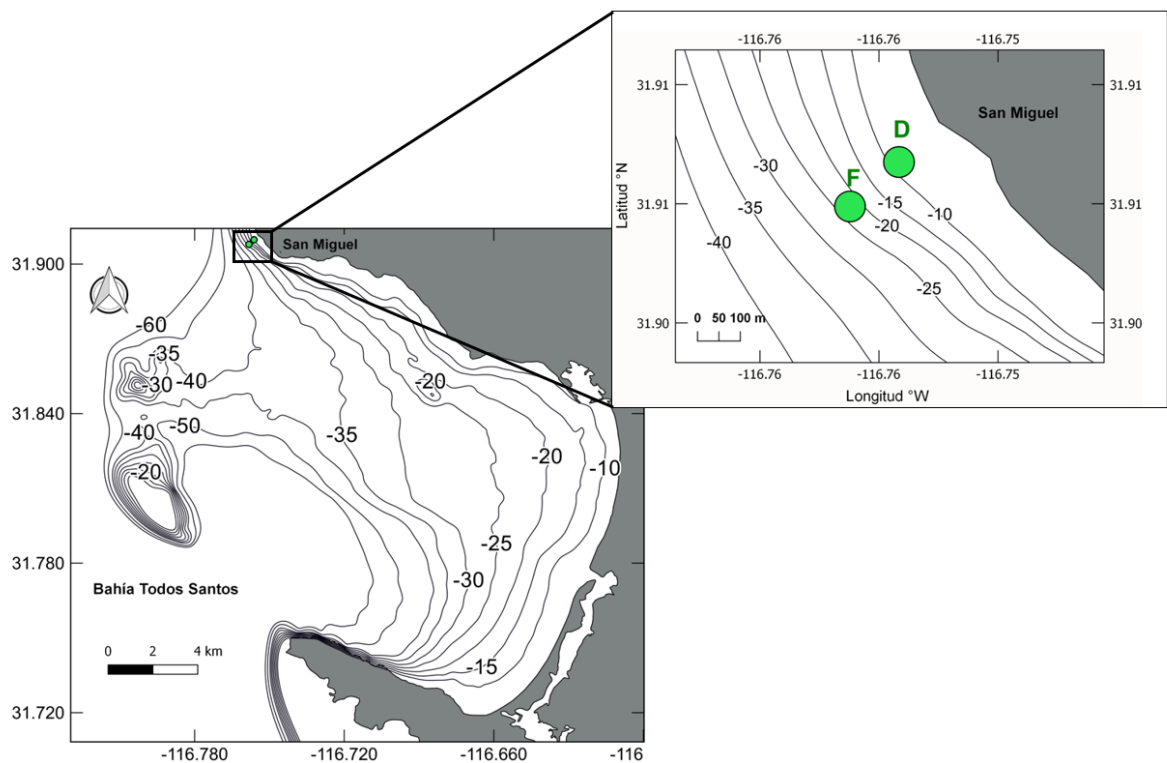 -116.76 -116.76 -116.75
31.91 31.91
San Miguel
D
-30
F
-35
-15
-10
Latitud °N
31.91 31.91
-20
-40
-25
0 50 100 m
31.90 31.90
-116.76 -116.76 -116.75
Longitud °W
San Miguel
31.900
-60
-35
-30 -40
-20
31.840
-40 -50
-35
-20
-20
-10
-25
31.780
-30
Bahía Todos Santos
0 2 4 km
-15
31.720
-116.780 -116.720 -116.660 -116